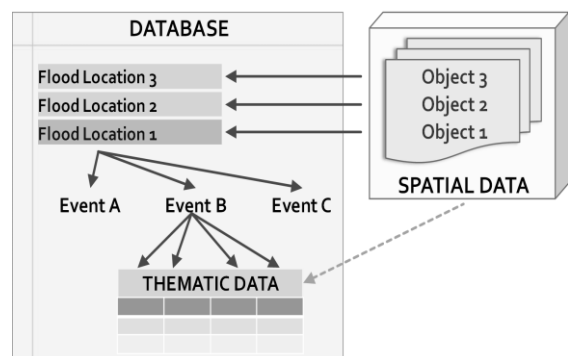 DATABASE
Flood Location 3
Flood Location 2
Flood Location 1
Event A
Event B
Event C
THEMATIC DATA
Object 3
Object 2
Object 1
SPATIAL DATA